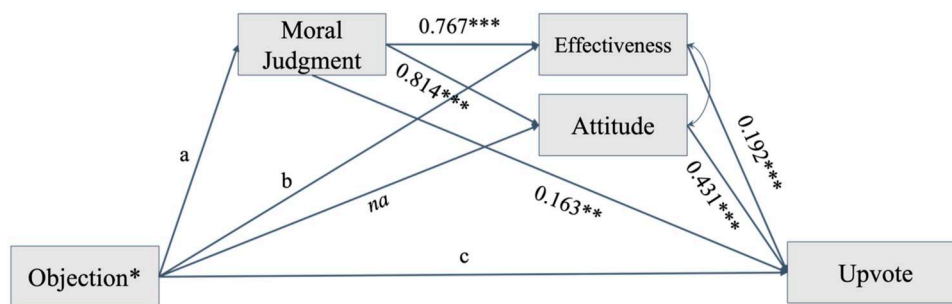 Moral
Judgment
0.767***
Effectiveness
0.814***
Attitude
a
b
na
0.163**
0.192***
0.431***
c
Objection*
Upvote